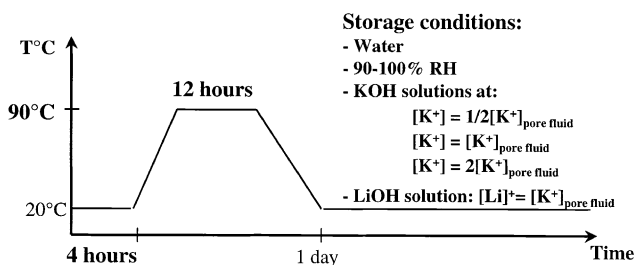 Storage conditions:
- Water
- 90-100% RH
- KOH solutions at:
[K⁺] = 1/2[K⁺]pore fluid
[K⁺] = [K⁺]pore fluid
[K⁺] = 2[K⁺]pore fluid
- LiOH solution: [Li]⁺= [K⁺]pore fluid
T°C
12 hours
90°C
20°C
4 hours
1 day
Time